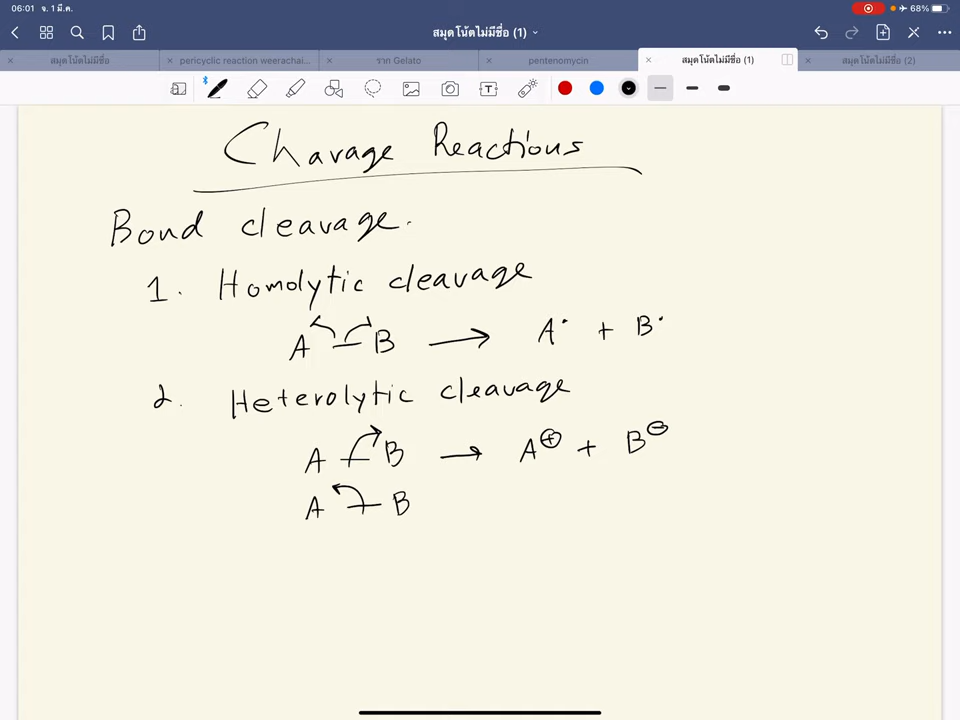 06:01 จ. 1 มี.ค.
68%
สมุดโน้ตไม่มีชื่อ (1)
สมุดโน้ตไม่มีชื่อ
pericyclic reaction weerachai...
ราก Gelato
pentenomycin
สมุดโน้ตไม่มีชื่อ (1)
สมุดโน้ตไม่มีชื่อ (2)
Chavage Reactions
Bond cleavage.
1. Homolytic cleavage
A — B → A· + B·
2. Heterolytic cleavage
A — B → A⊕ + B⊖
A — B